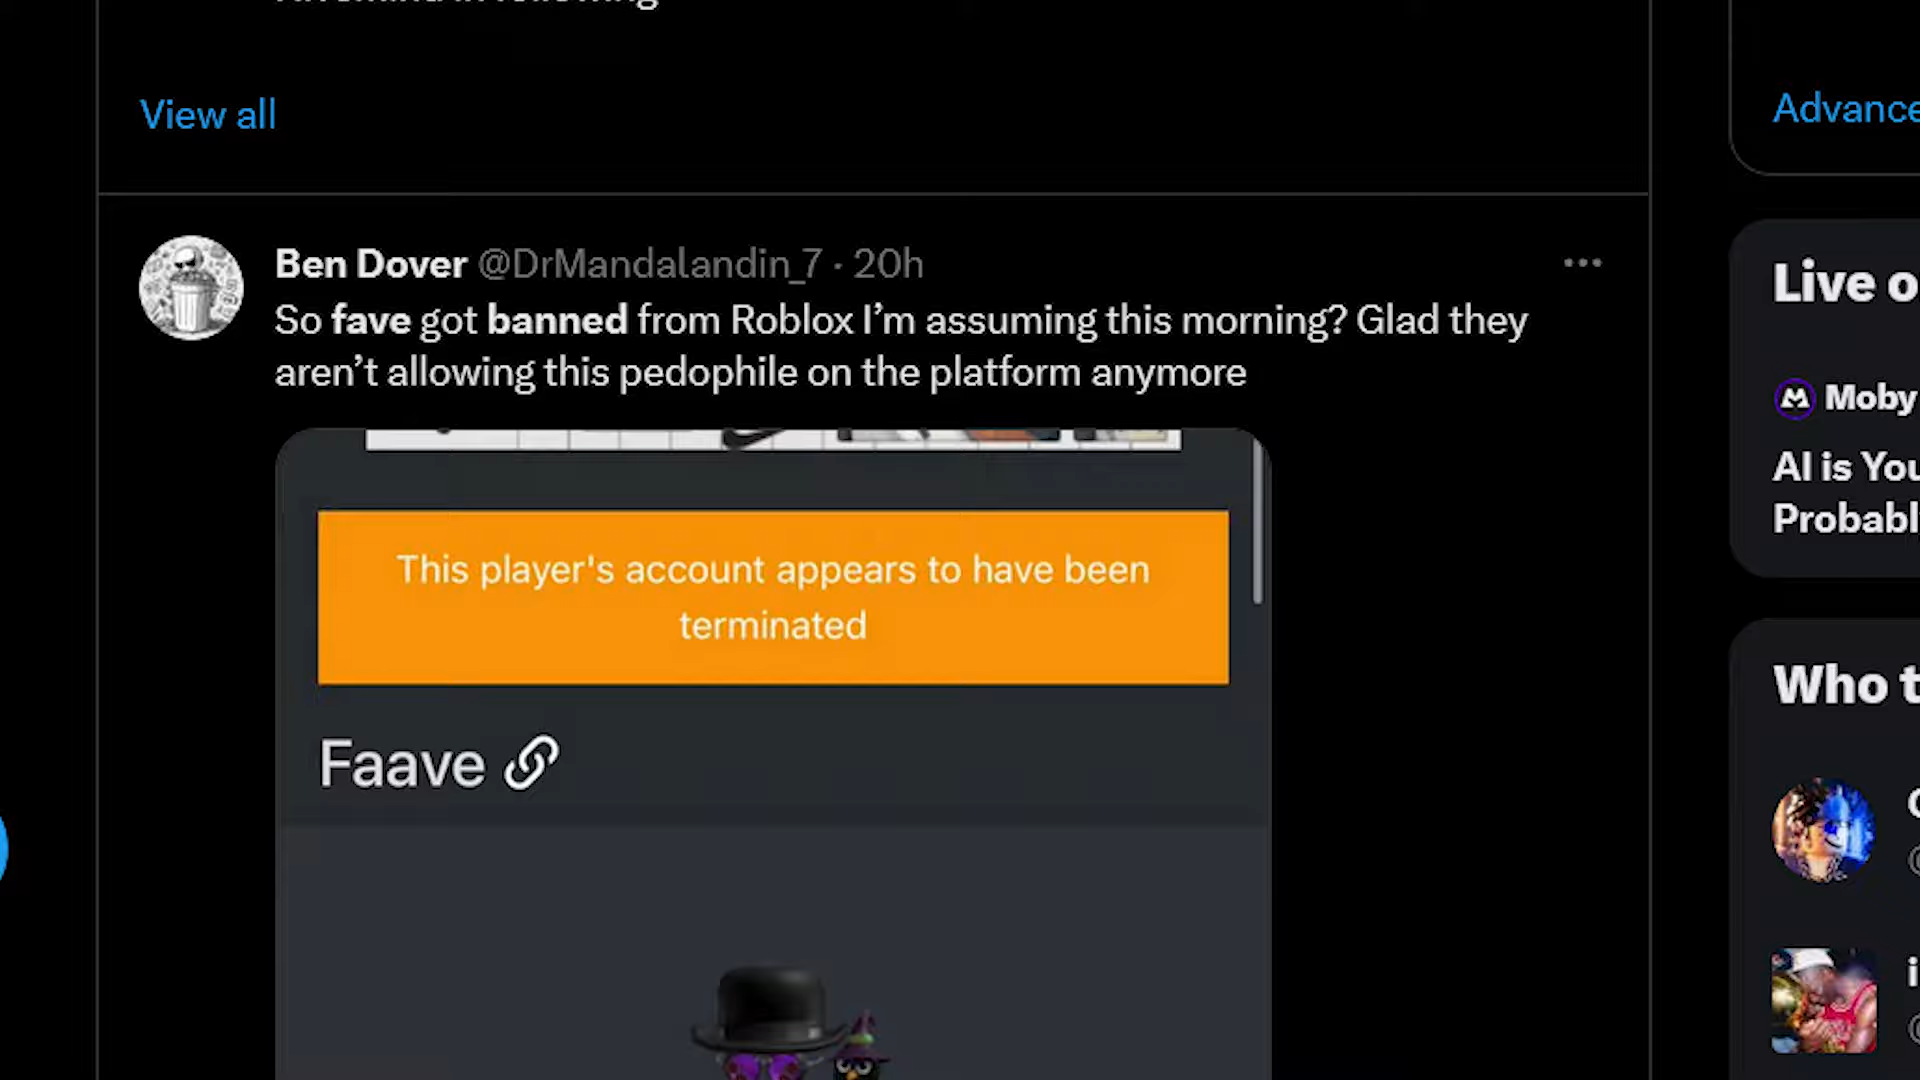 View all
Advance
Ben Dover @DrMandalandin_7 · 20h
So fave got banned from Roblox I’m assuming this morning? Glad they
aren’t allowing this pedophile on the platform anymore
This player's account appears to have been
terminated
Faave
Live o
Moby
AI is You
Probably
Who t